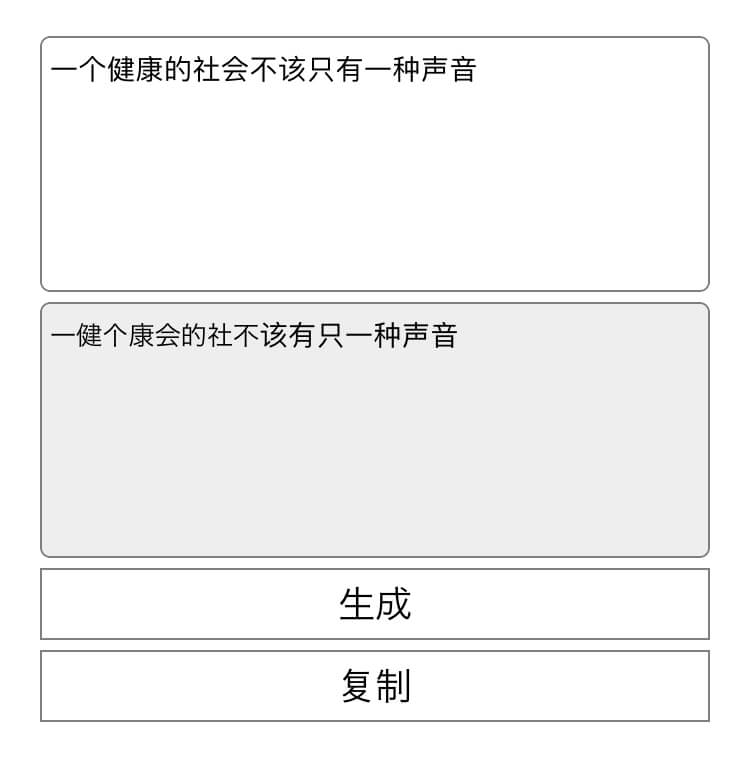 一个健康的社会不该只有一种声音
一健个康会的社不该有只一种声音
生成
复制